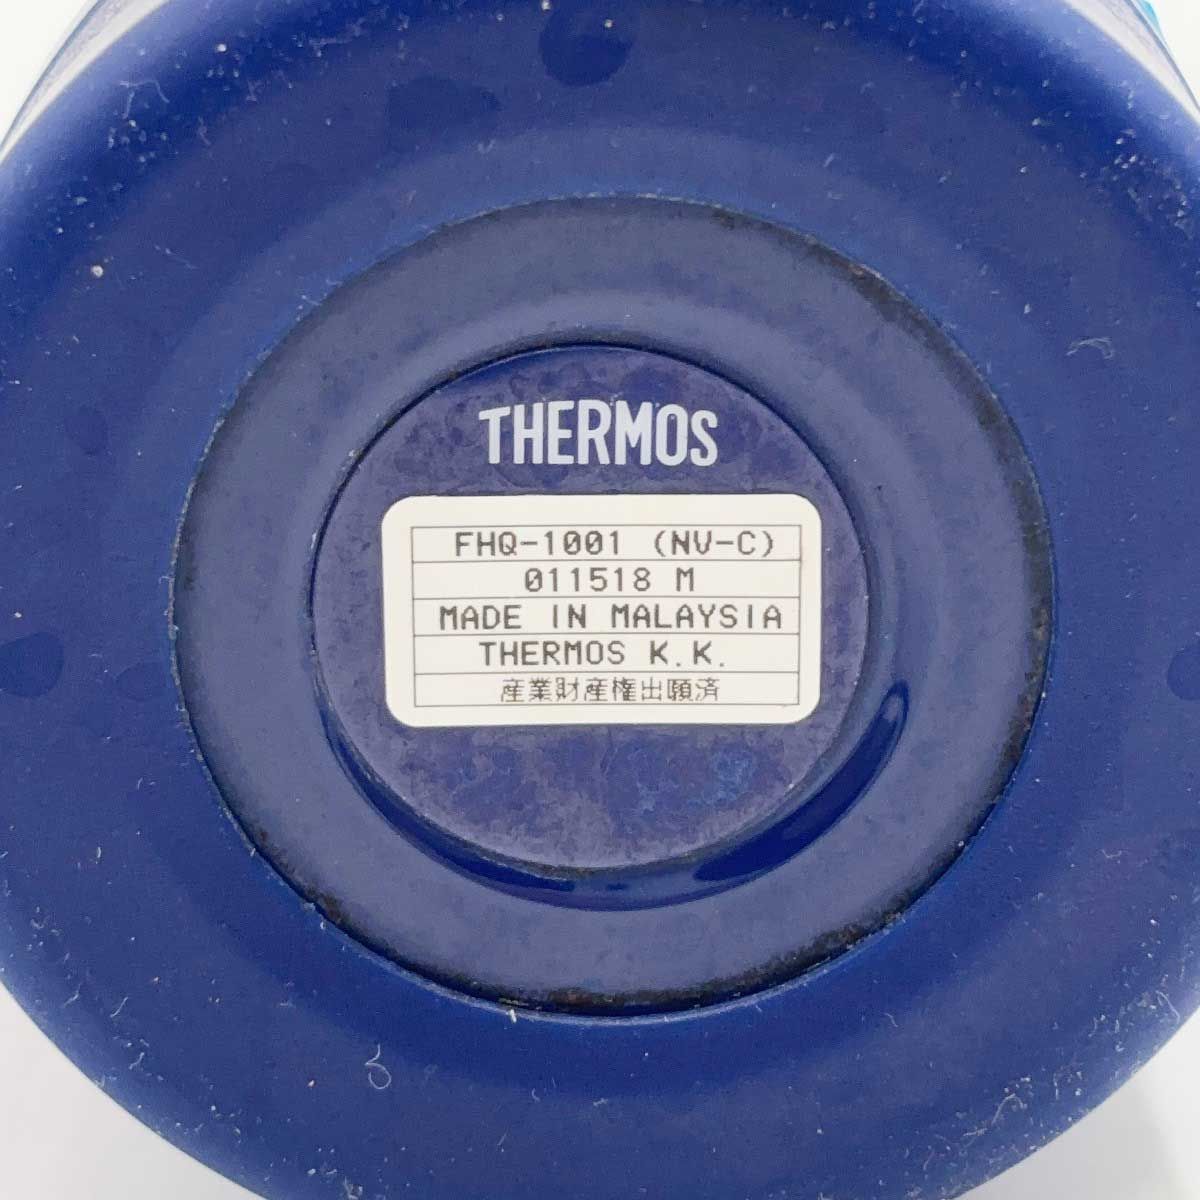 THERMOS
FHQ-1001 (NV-C)
011518 M
MADE IN MALAYSIA
THERMOS K.K.
産業財産権出願済